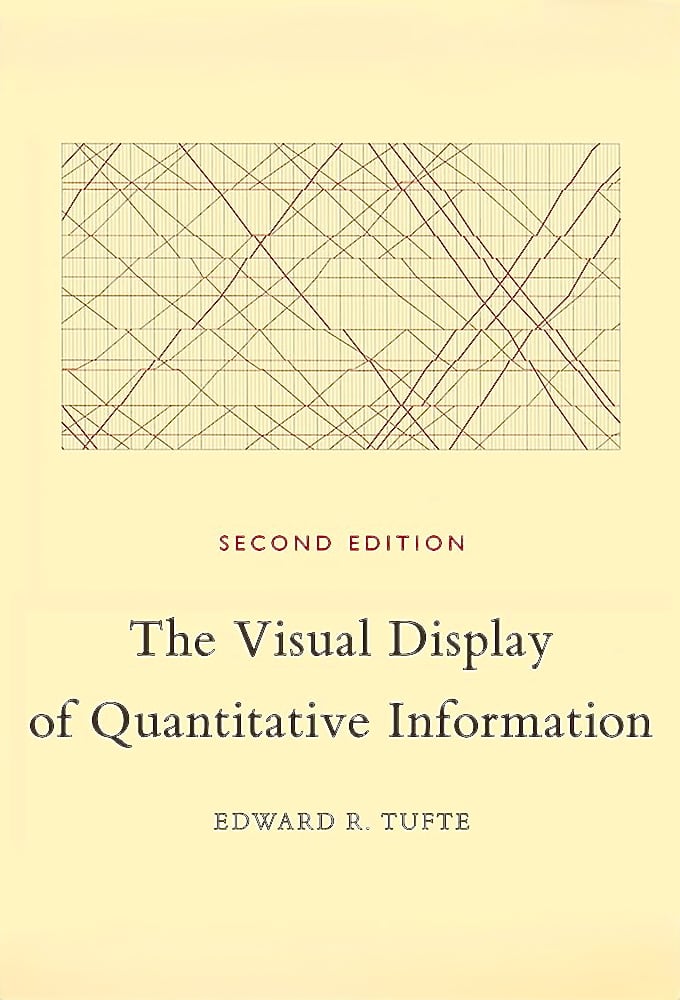 SECOND EDITION
The Visual Display
of Quantitative Information
EDWARD R. TUFTE